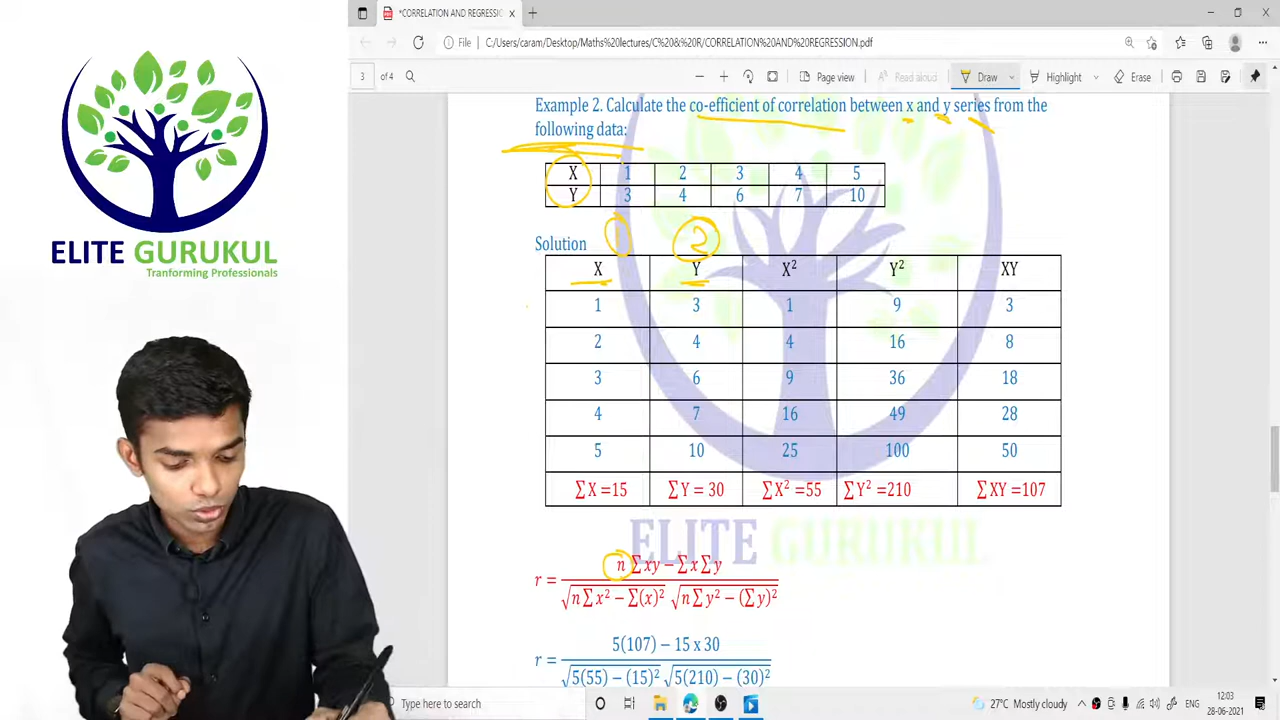 *CORRELATION AND REGRESSIO
3 of 4
File
C:/Users/caram/Desktop/Maths%20lectures/C%20&%20R/CORRELATION%20AND%20REGRESSION.pdf
Page view
Read aloud
Draw
Highlight
Erase
Example 2. Calculate the co-efficient of correlation between x and y series from the
following data:
X 1 2 3 4 5
Y 3 4 6 7 10
Solution
1 2
X Y X² Y² XY
1 3 1 9 3
2 4 4 16 8
3 6 9 36 18
4 7 16 49 28
5 10 25 100 50
∑X =15 ∑Y = 30 ∑X² =55 ∑Y² =210 ∑XY =107
ELITE GURUKUL
r = (n∑xy − ∑x∑y) / (√(n∑x² − ∑(x)²) √(n∑y² − (∑y)²))
r = (5(107) − 15 x 30) / (√(5(55) − (15)²) √(5(210) − (30)²))
ELITE GURUKUL
Tranforming Professionals
Type here to search
27°C Mostly cloudy
ENG
12:03
28-06-2021